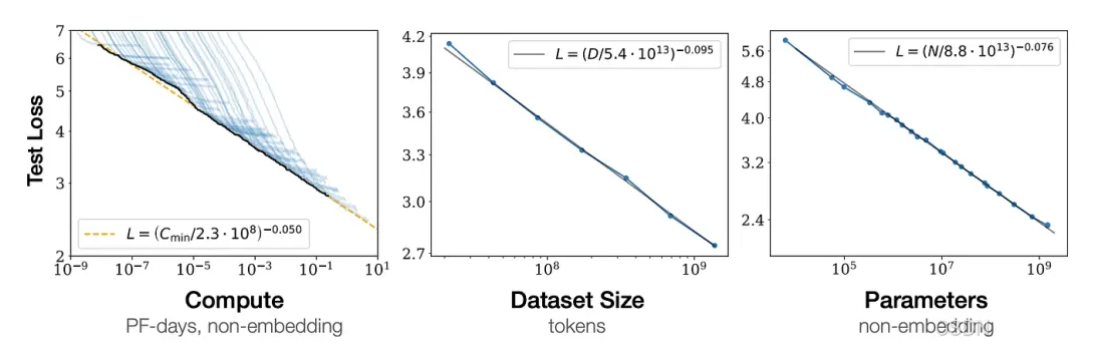 Test Loss
7
6
5
4
3
2
L = (C_min/2.3 · 10^8)^−0.050
10^−9 10^−7 10^−5 10^−3 10^−1 10^1
Compute
PF-days, non-embedding
4.2
3.9
3.6
3.3
3.0
2.7
L = (D/5.4 · 10^13)^−0.095
10^8 10^9
Dataset Size
tokens
5.6
4.8
4.0
3.2
2.4
L = (N/8.8 · 10^13)^−0.076
10^5 10^7 10^9
Parameters
non-embedding